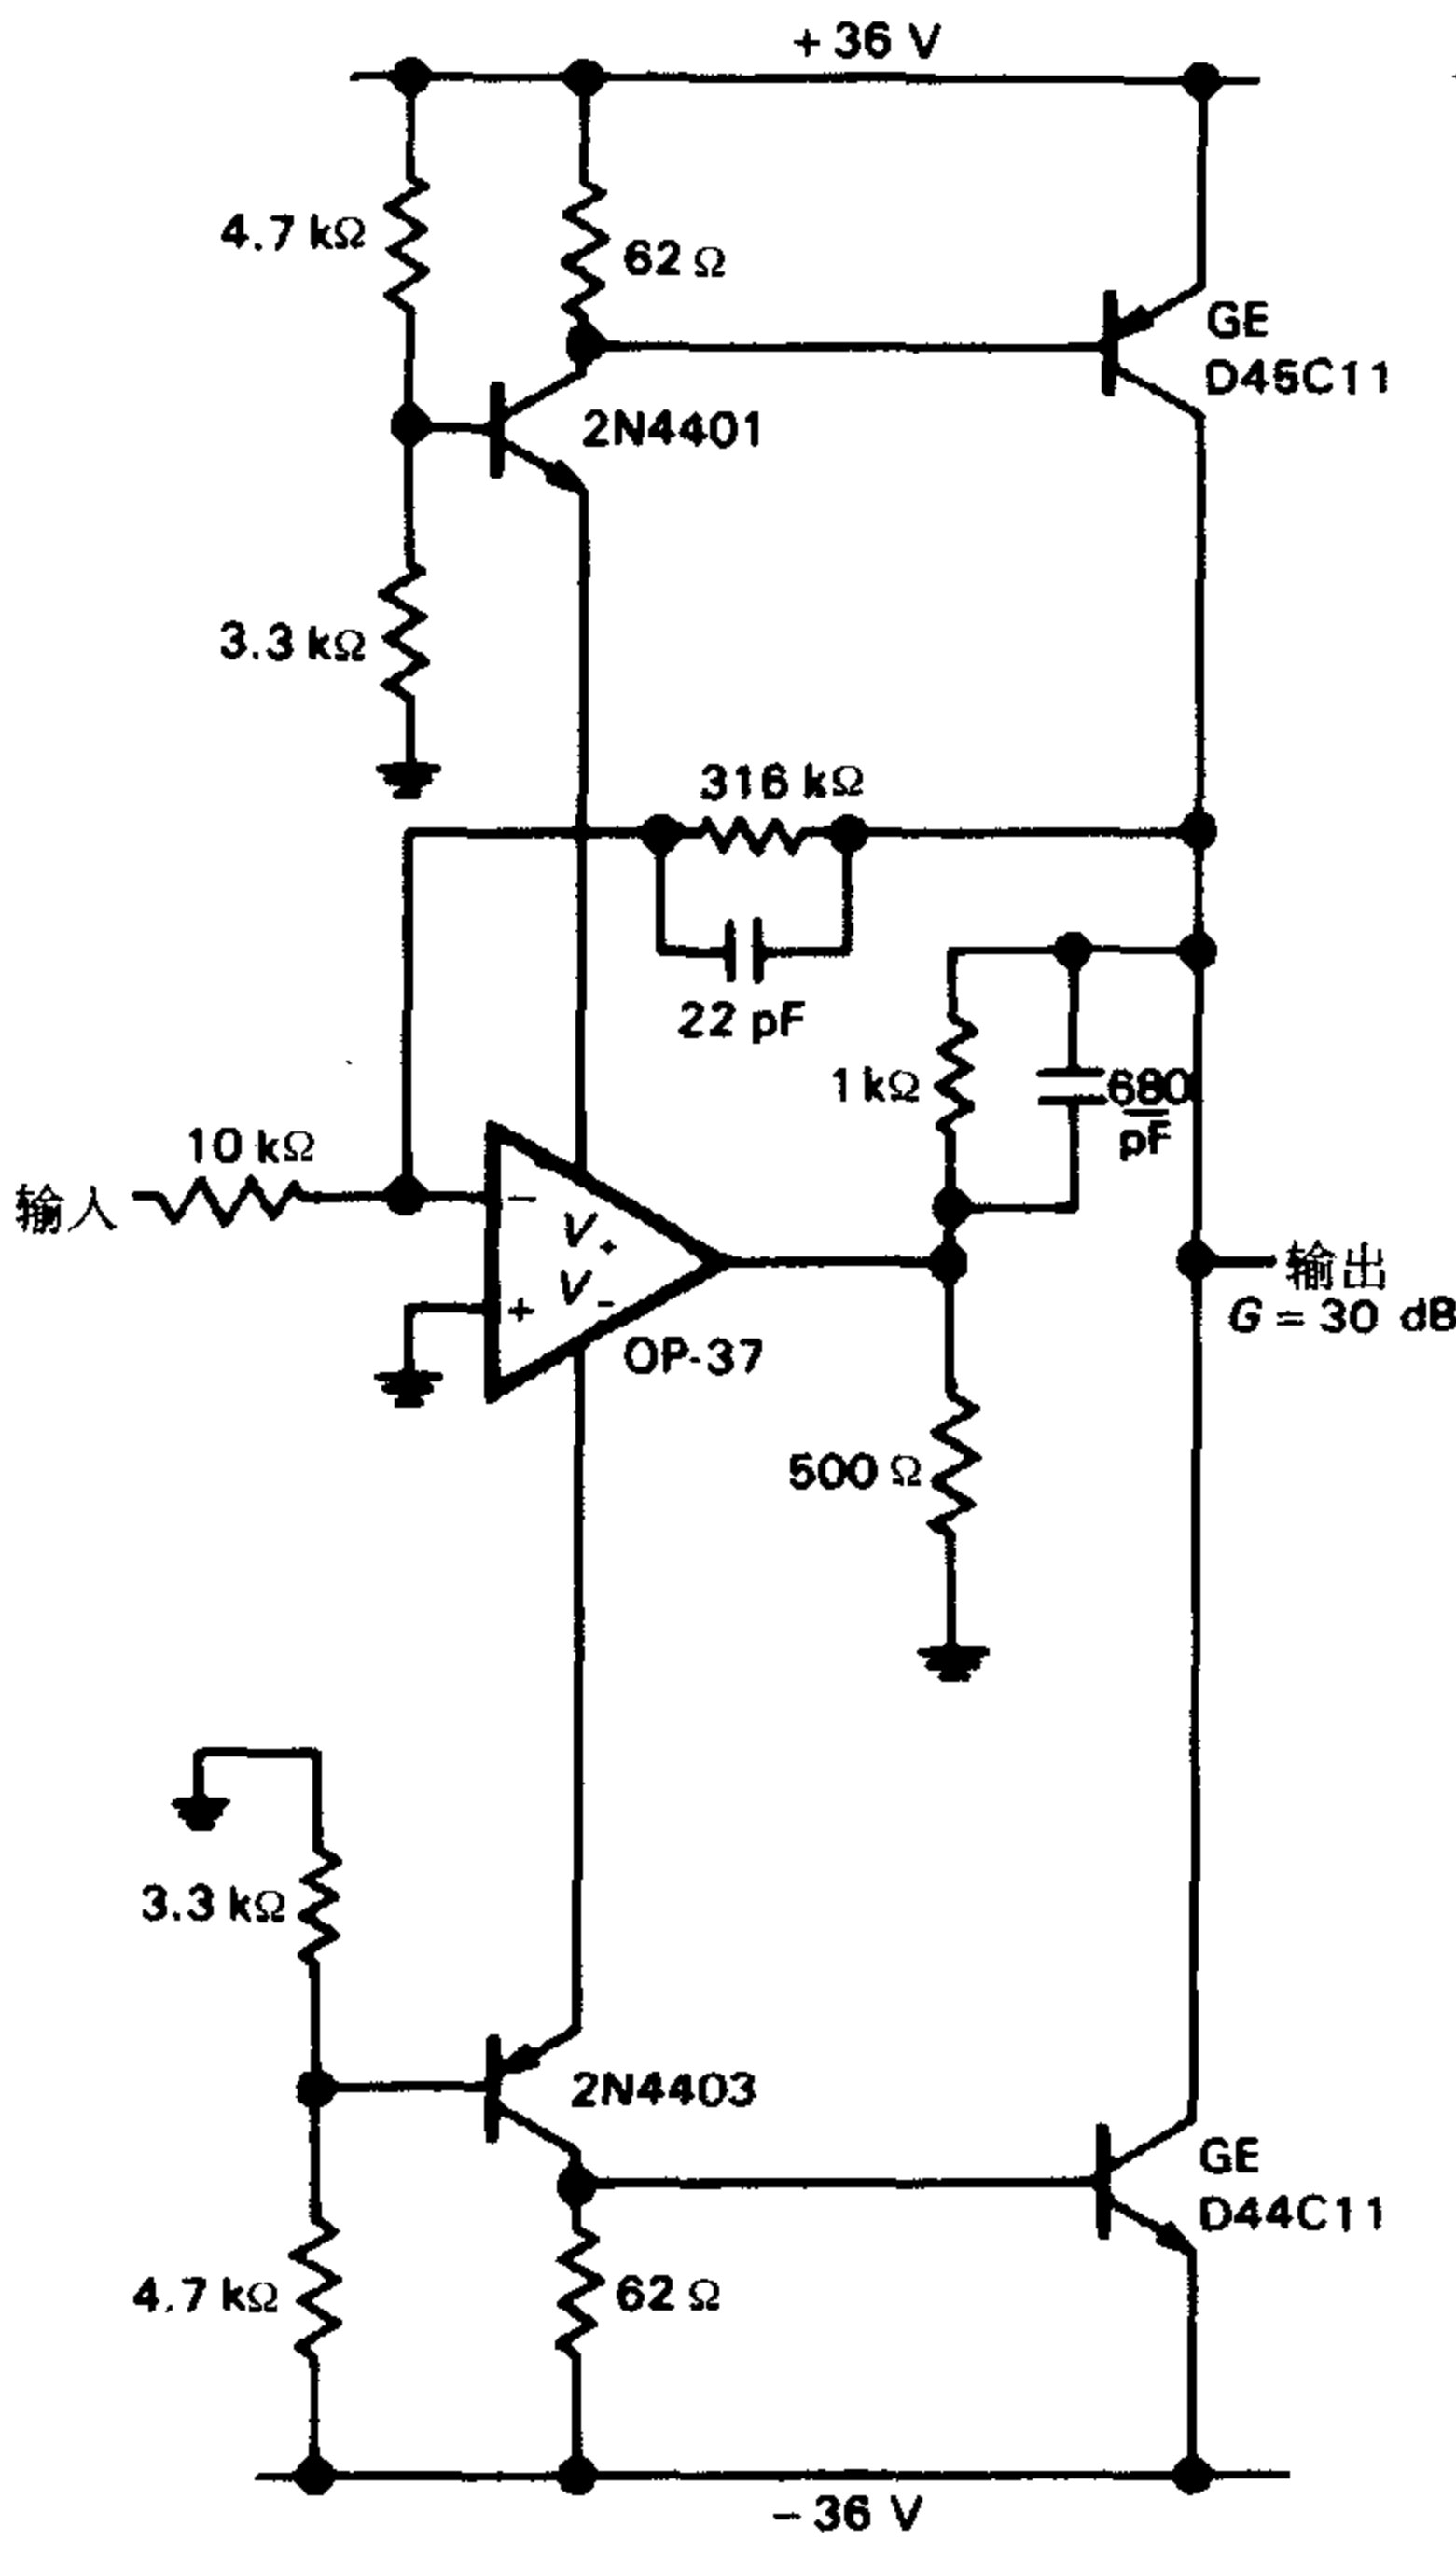 +36 V
4.7 kΩ
62 Ω
GE
D45C11
2N4401
3.3 kΩ
316 kΩ
22 pF
1 kΩ
680
pF
10 kΩ
输入
−
V+
V−
+
OP-37
输出
G = 30 dB
500 Ω
3.3 kΩ
2N4403
GE
D44C11
4.7 kΩ
62 Ω
−36 V